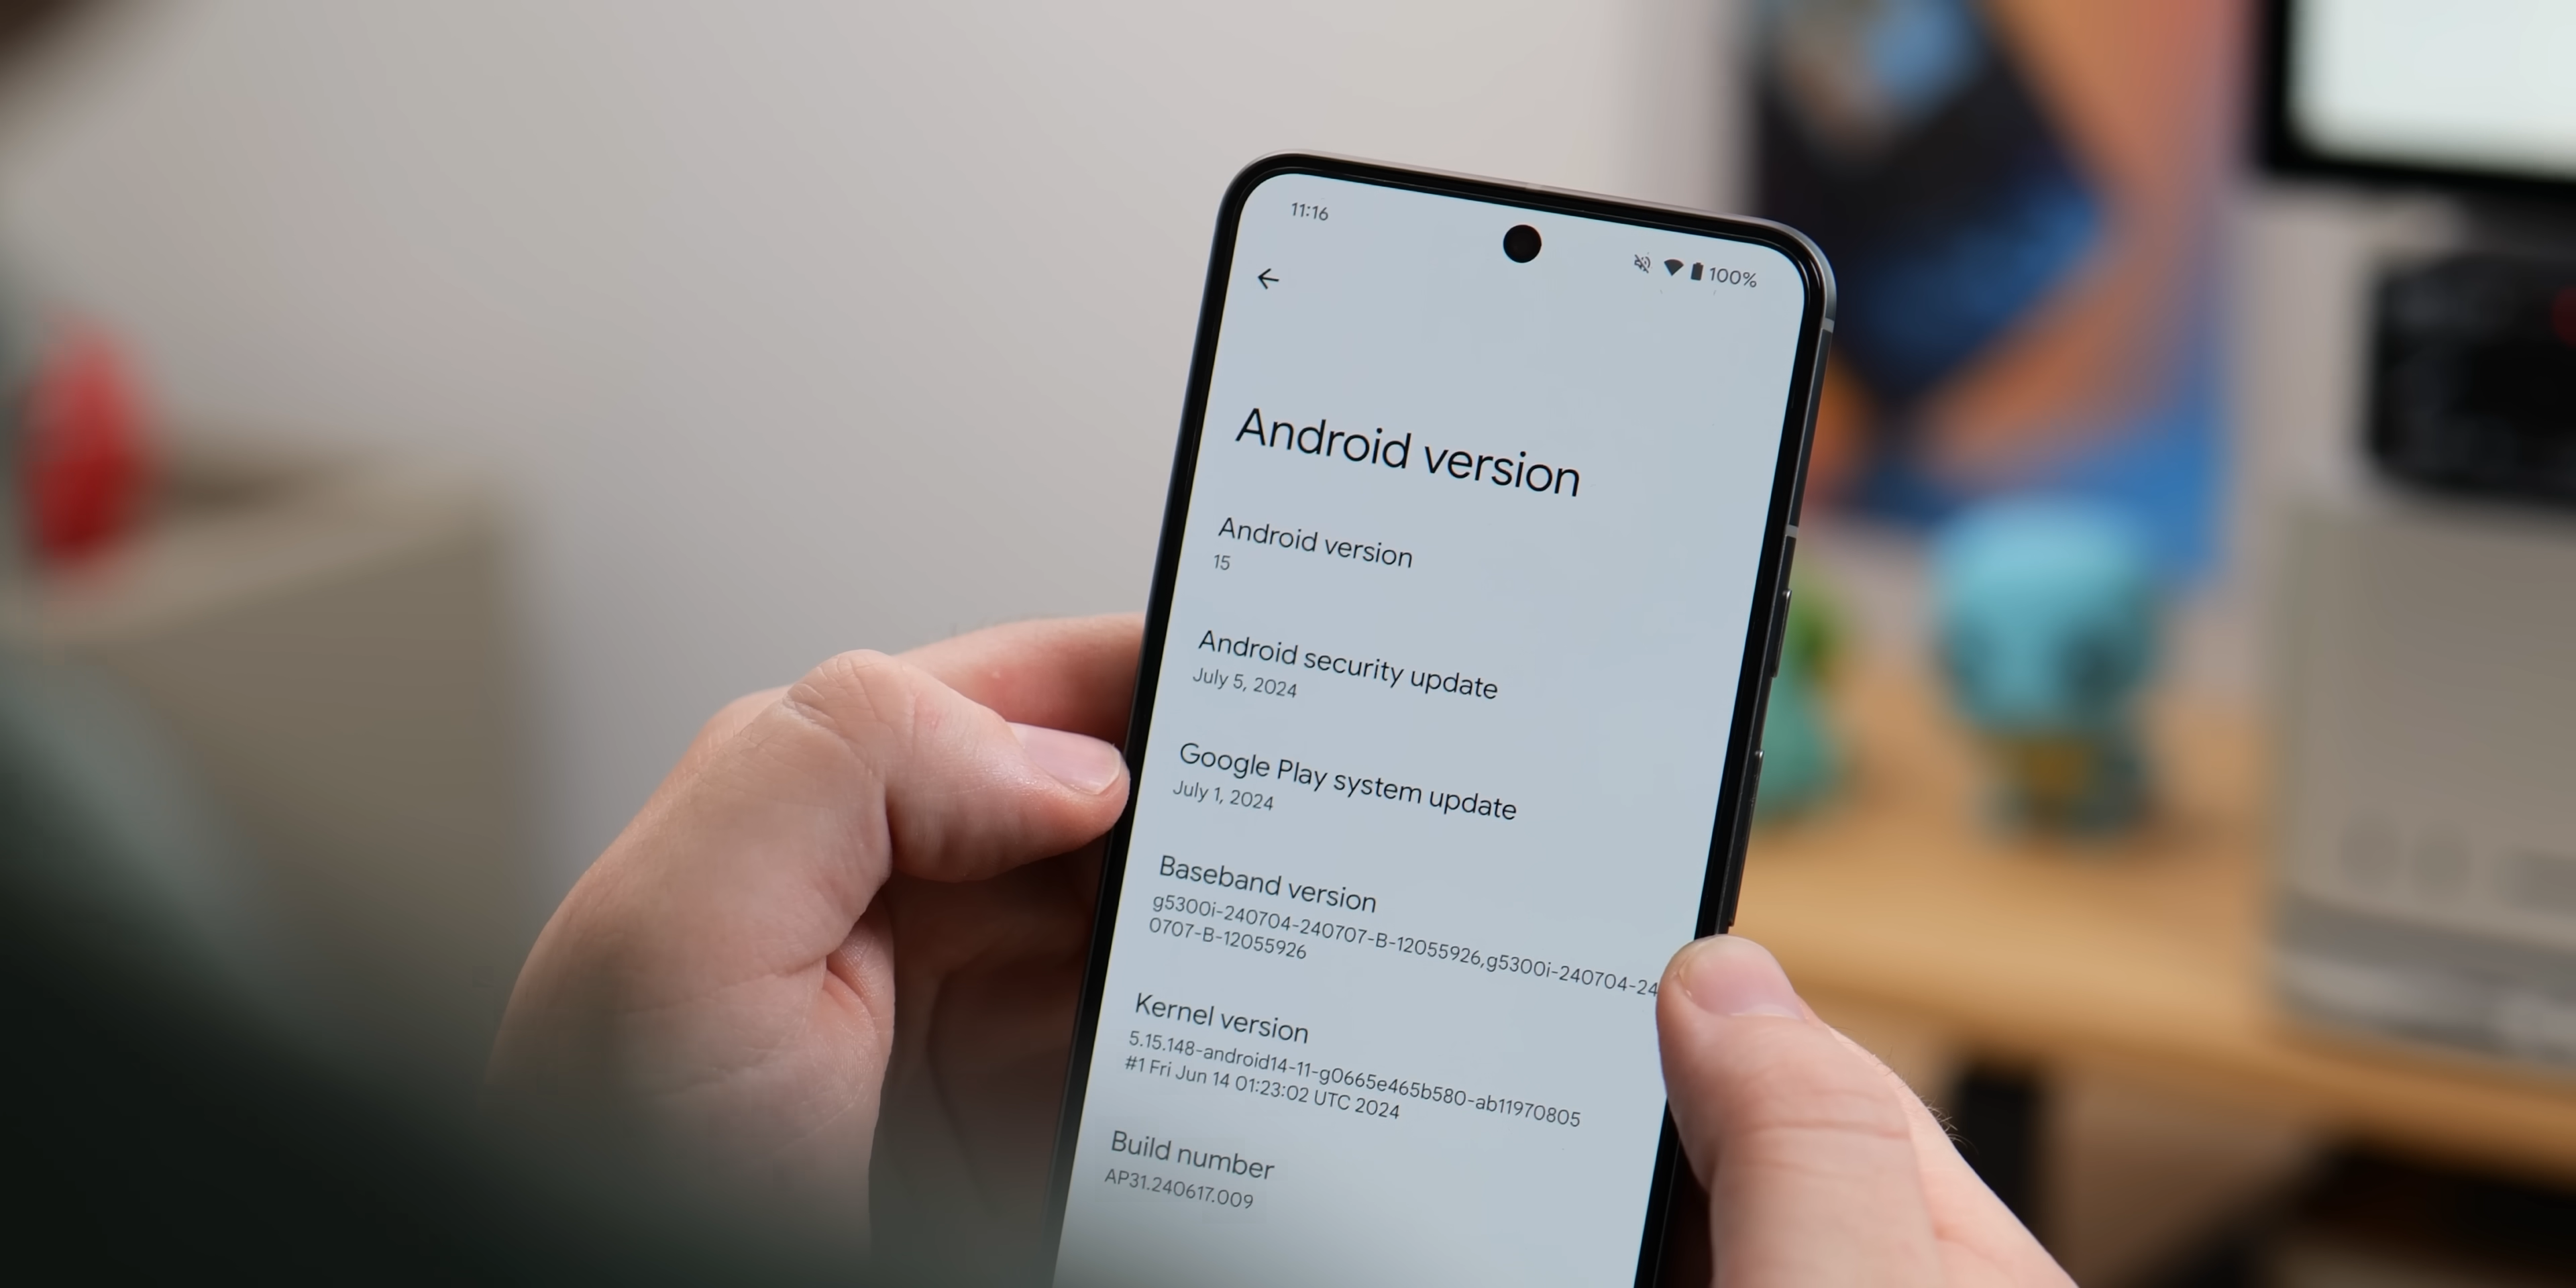 11:16
100%
Android version
Android version
15
Android security update
July 5, 2024
Google Play system update
July 1, 2024
Baseband version
g5300i-240704-240707-B-12055926,g5300i-240704-24
0707-B-12055926
Kernel version
5.15.148-android14-11-g0665e465b580-ab11970805
#1 Fri Jun 14 01:23:02 UTC 2024
Build number
AP31.240617.009